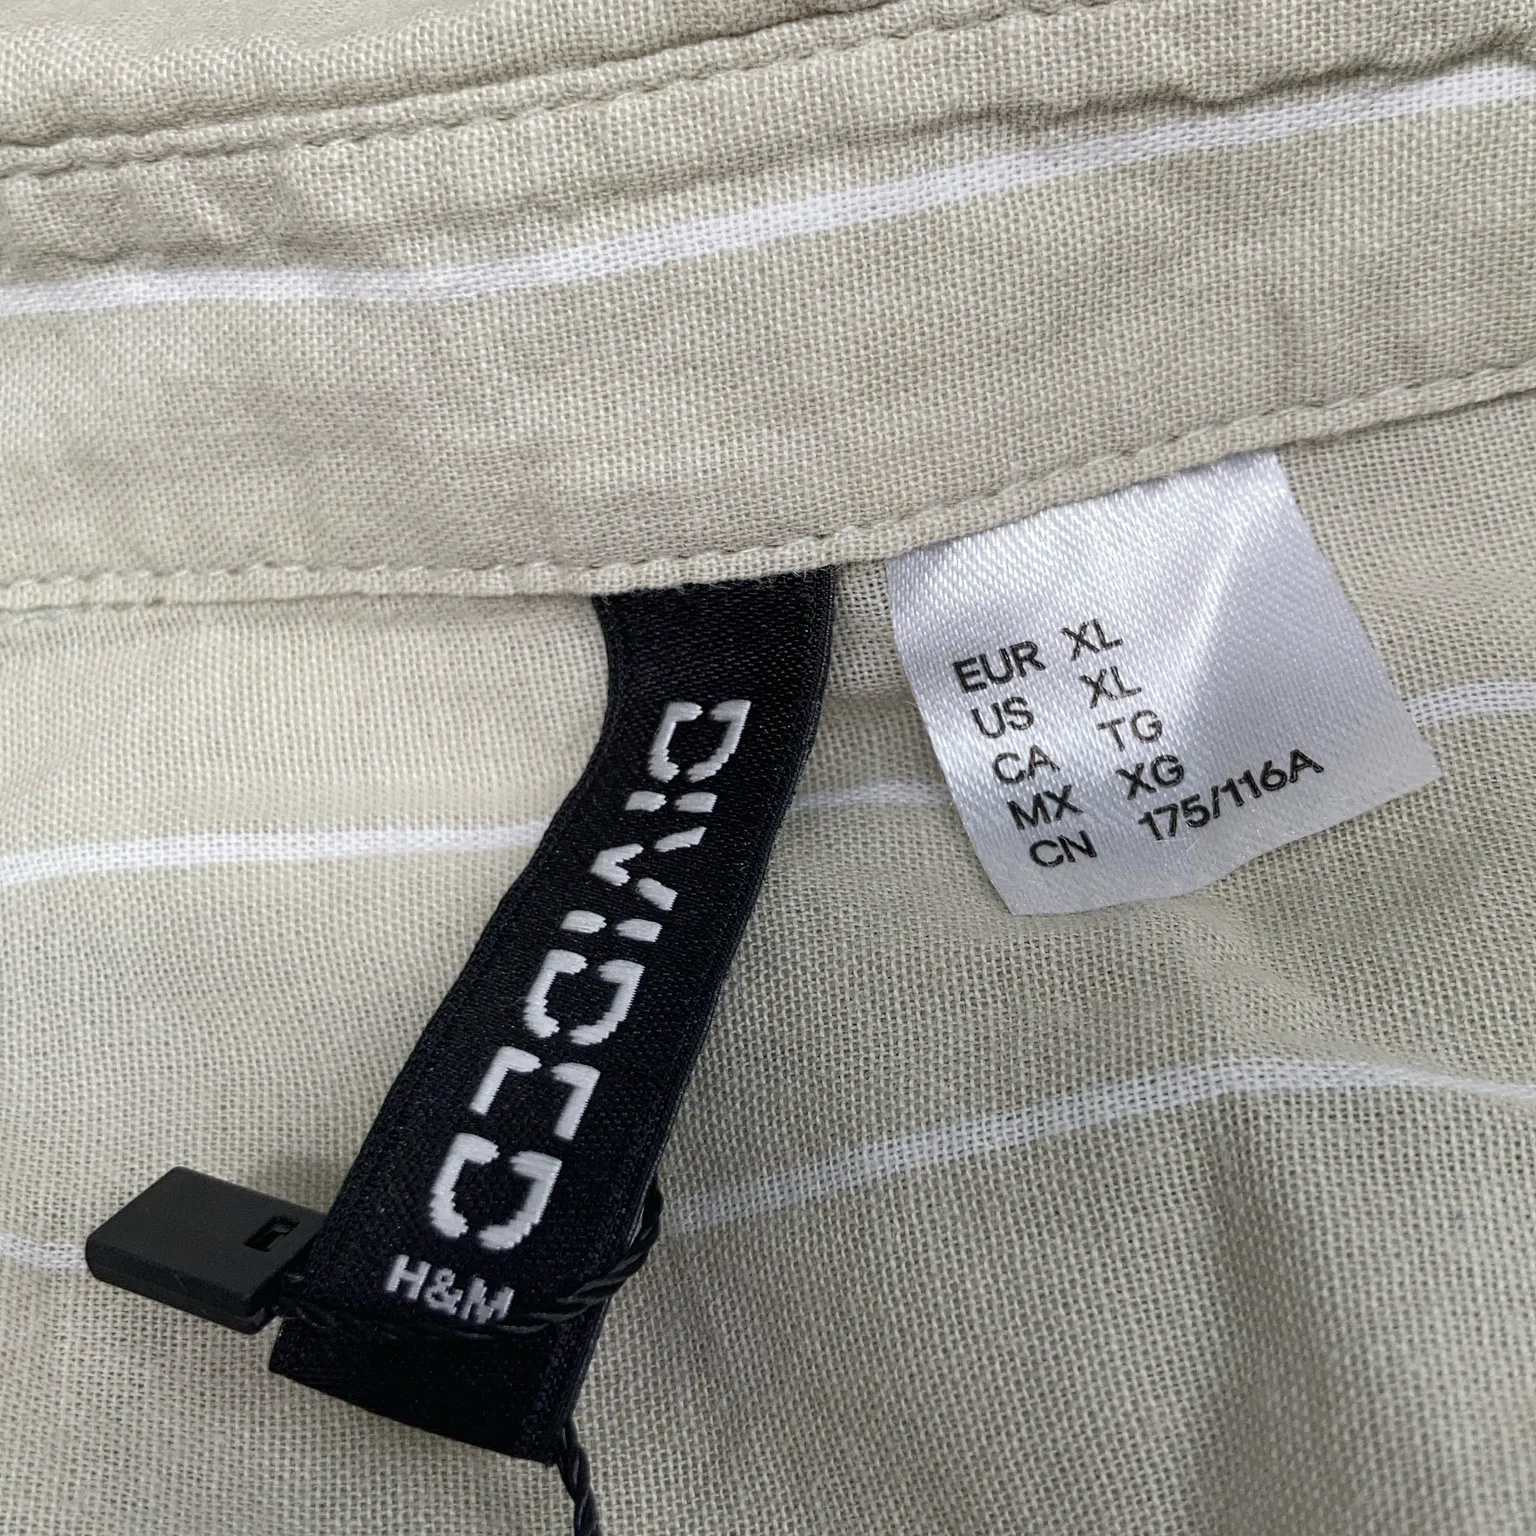 DIVIDED
H&M
EUR XL
US XL
CA TG
MX XG
CN 175/116A